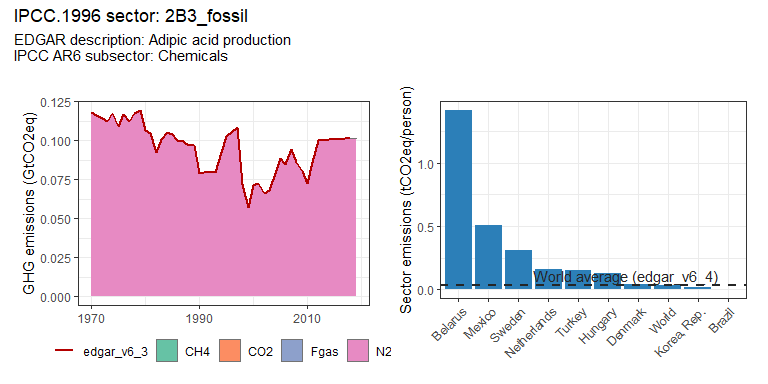 IPCC.1996 sector: 2B3_fossil
EDGAR description: Adipic acid production
IPCC AR6 subsector: Chemicals
GHG emissions (GtCO2eq)
0.125
0.100
0.075
0.050
0.025
0.000
1970
1990
2010
edgar_v6_3
CH4
CO2
Fgas
N2
Sector emissions (tCO2eq/person)
1.0
0.5
0.0
World average (edgar_v6_4)
Belarus
Mexico
Sweden
Netherlands
Turkey
Hungary
Denmark
World
Korea, Rep.
Brazil